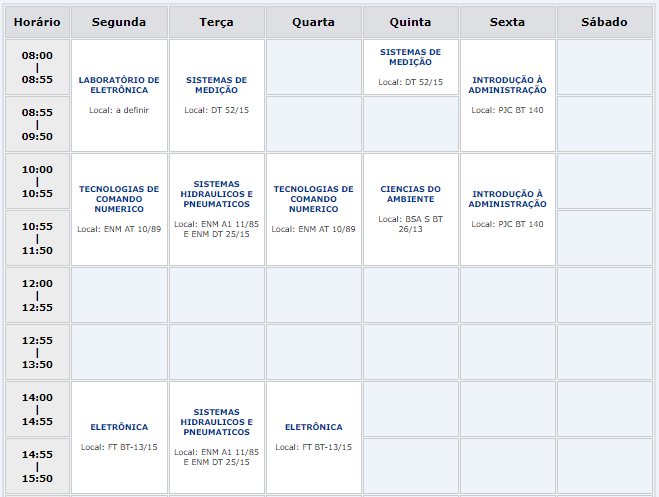 Horário Segunda Terça Quarta Quinta Sexta Sábado
08:00
|
08:55
LABORATÓRIO DE
ELETRÔNICA
Local: a definir
SISTEMAS DE
MEDIÇÃO
Local: DT 52/15
SISTEMAS DE
MEDIÇÃO
Local: DT 52/15
INTRODUÇÃO À
ADMINISTRAÇÃO
Local: PJC BT 140
08:55
|
09:50
10:00
|
10:55
TECNOLOGIAS DE
COMANDO
NUMERICO
Local: ENM AT 10/89
SISTEMAS
HIDRAULICOS E
PNEUMATICOS
Local: ENM A1 11/85
E ENM DT 25/15
TECNOLOGIAS DE
COMANDO
NUMERICO
Local: ENM AT 10/89
CIENCIAS DO
AMBIENTE
Local: BSA S BT
26/13
INTRODUÇÃO À
ADMINISTRAÇÃO
Local: PJC BT 140
10:55
|
11:50
12:00
|
12:55
12:55
|
13:50
14:00
|
14:55
ELETRÔNICA
Local: FT BT-13/15
SISTEMAS
HIDRAULICOS E
PNEUMATICOS
Local: ENM A1 11/85
E ENM DT 25/15
ELETRÔNICA
Local: FT BT-13/15
14:55
|
15:50